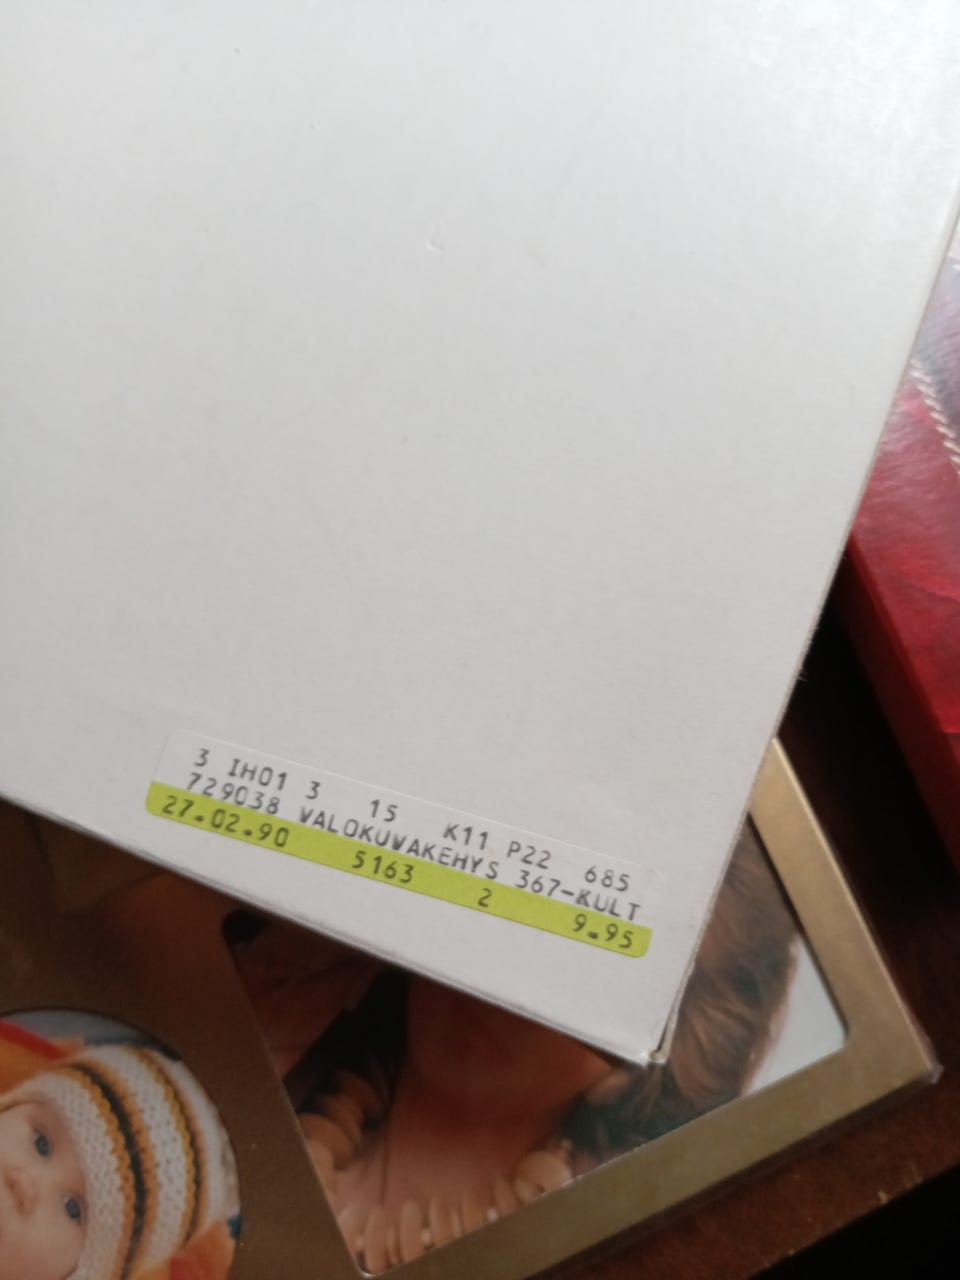 3 IH01 3 15 K11 P22 685
729038 VALOKUVAKEHYS 367-KULT
27.02.90 5163 2 9.95